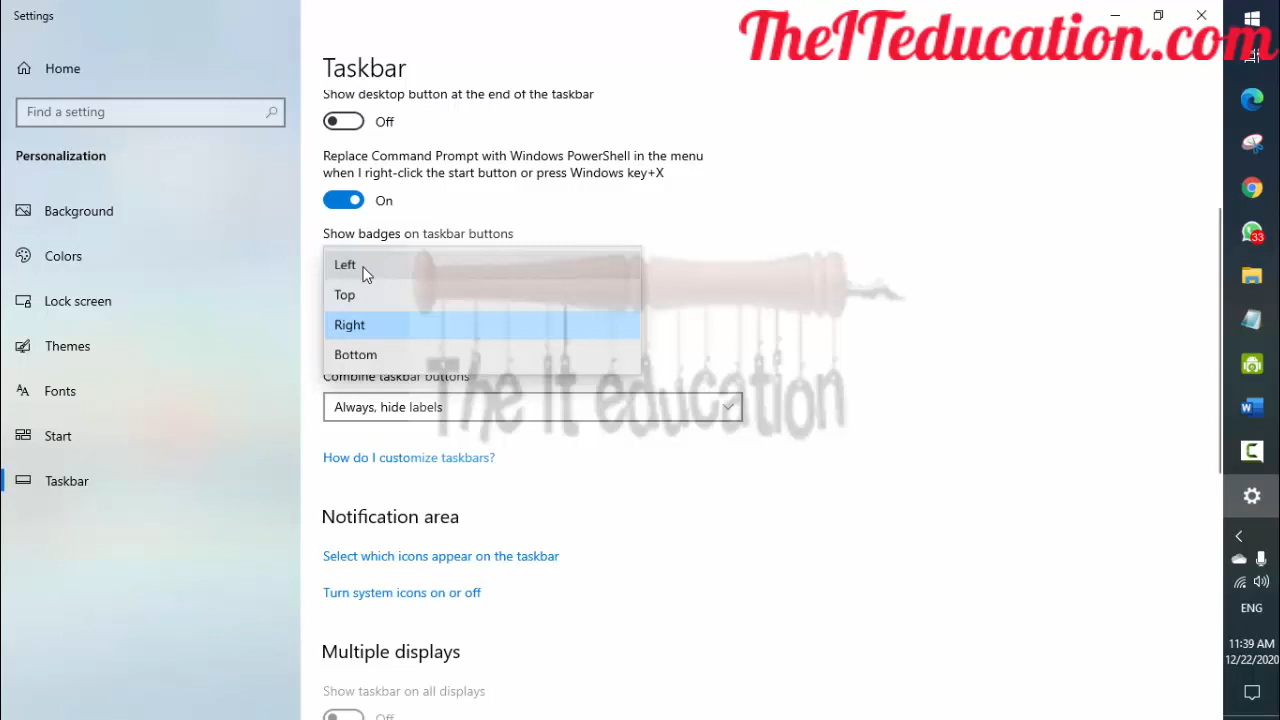 Settings
TheITeducation.com
Home
Find a setting
Personalization
Background
Colors
Lock screen
Themes
Fonts
Start
Taskbar
Taskbar
Show desktop button at the end of the taskbar
Off
Replace Command Prompt with Windows PowerShell in the menu
when I right-click the start button or press Windows key+X
On
Show badges on taskbar buttons
Left
Top
Right
Bottom
Combine taskbar buttons
Always, hide labels
The IT education
How do I customize taskbars?
Notification area
Select which icons appear on the taskbar
Turn system icons on or off
Multiple displays
Show taskbar on all displays
Off
33
ENG
11:39 AM
12/22/2020